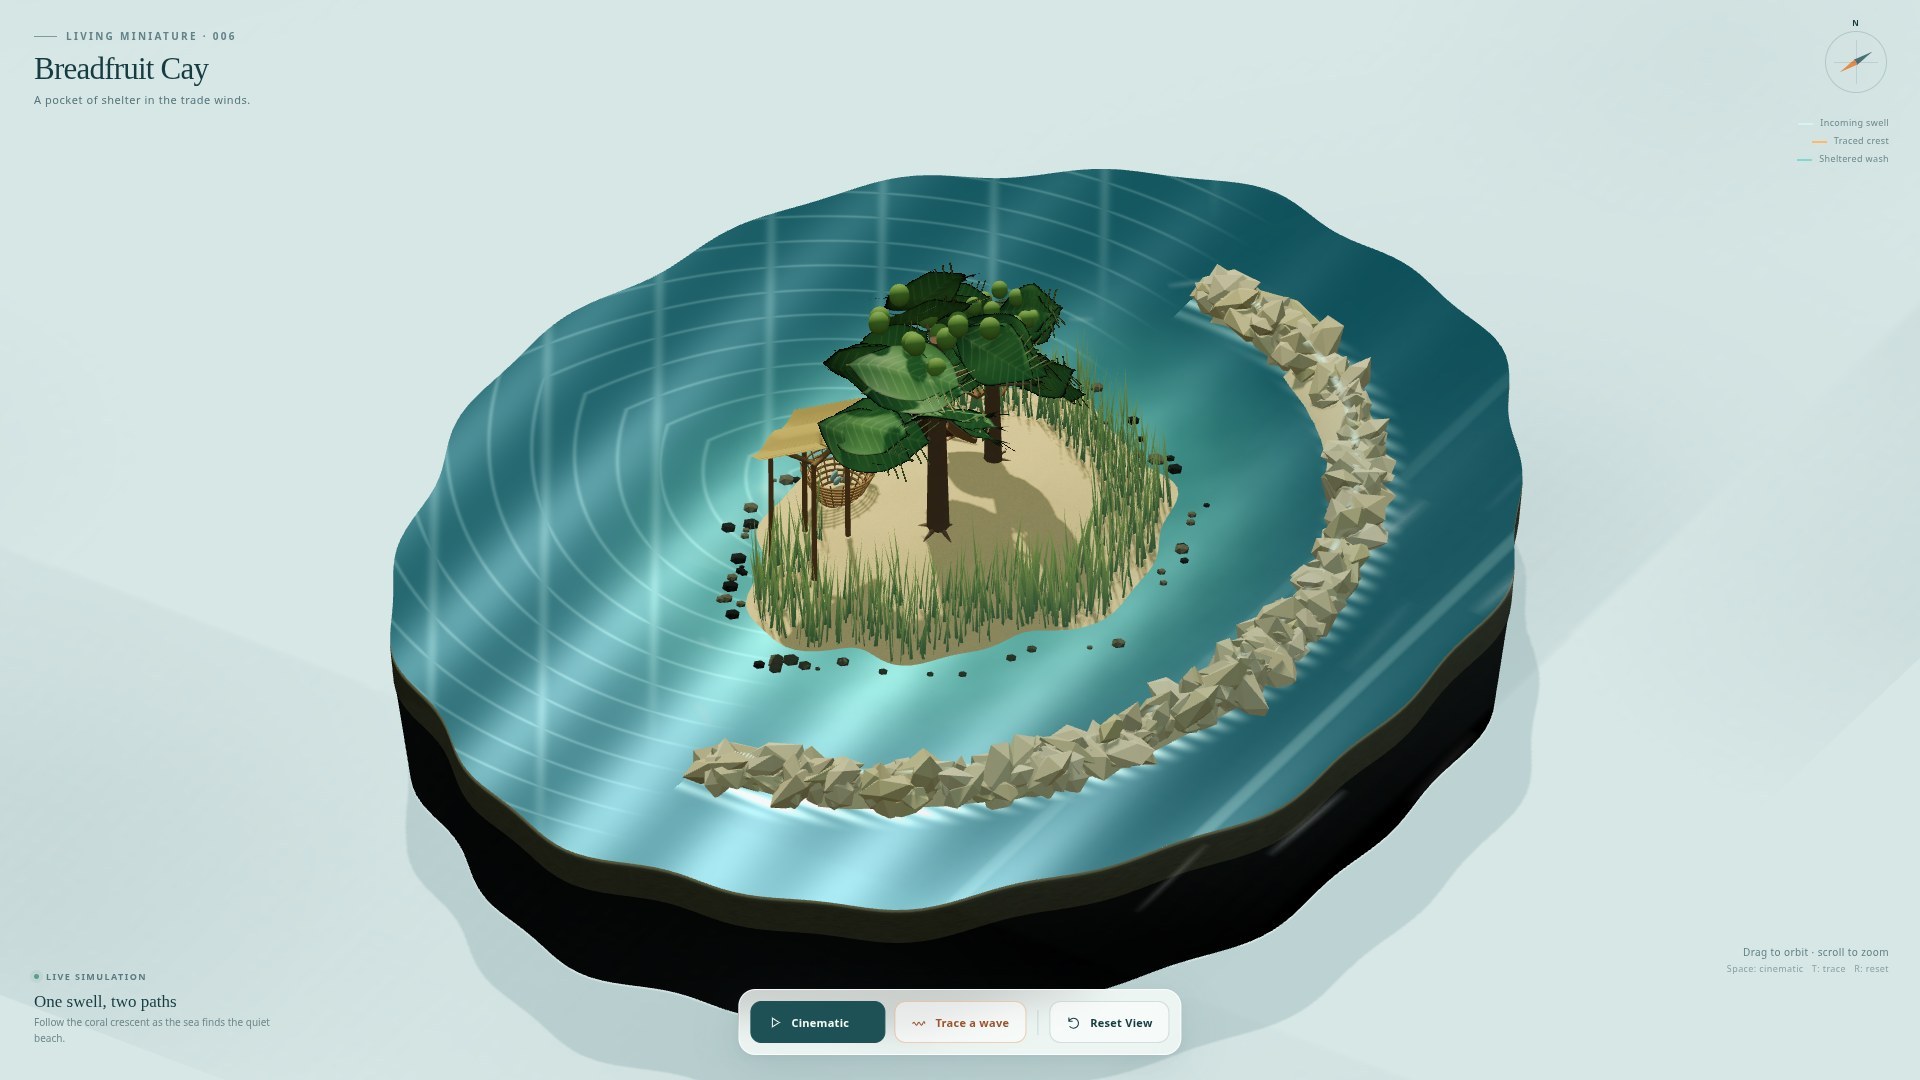 LIVING MINIATURE · 006
Breadfruit Cay
A pocket of shelter in the trade winds.
N
Incoming swell
Traced crest
Sheltered wash
LIVE SIMULATION
One swell, two paths
Follow the coral crescent as the sea finds the quiet
beach.
Drag to orbit · scroll to zoom
Space: cinematic T: trace R: reset
Cinematic
Trace a wave
Reset View